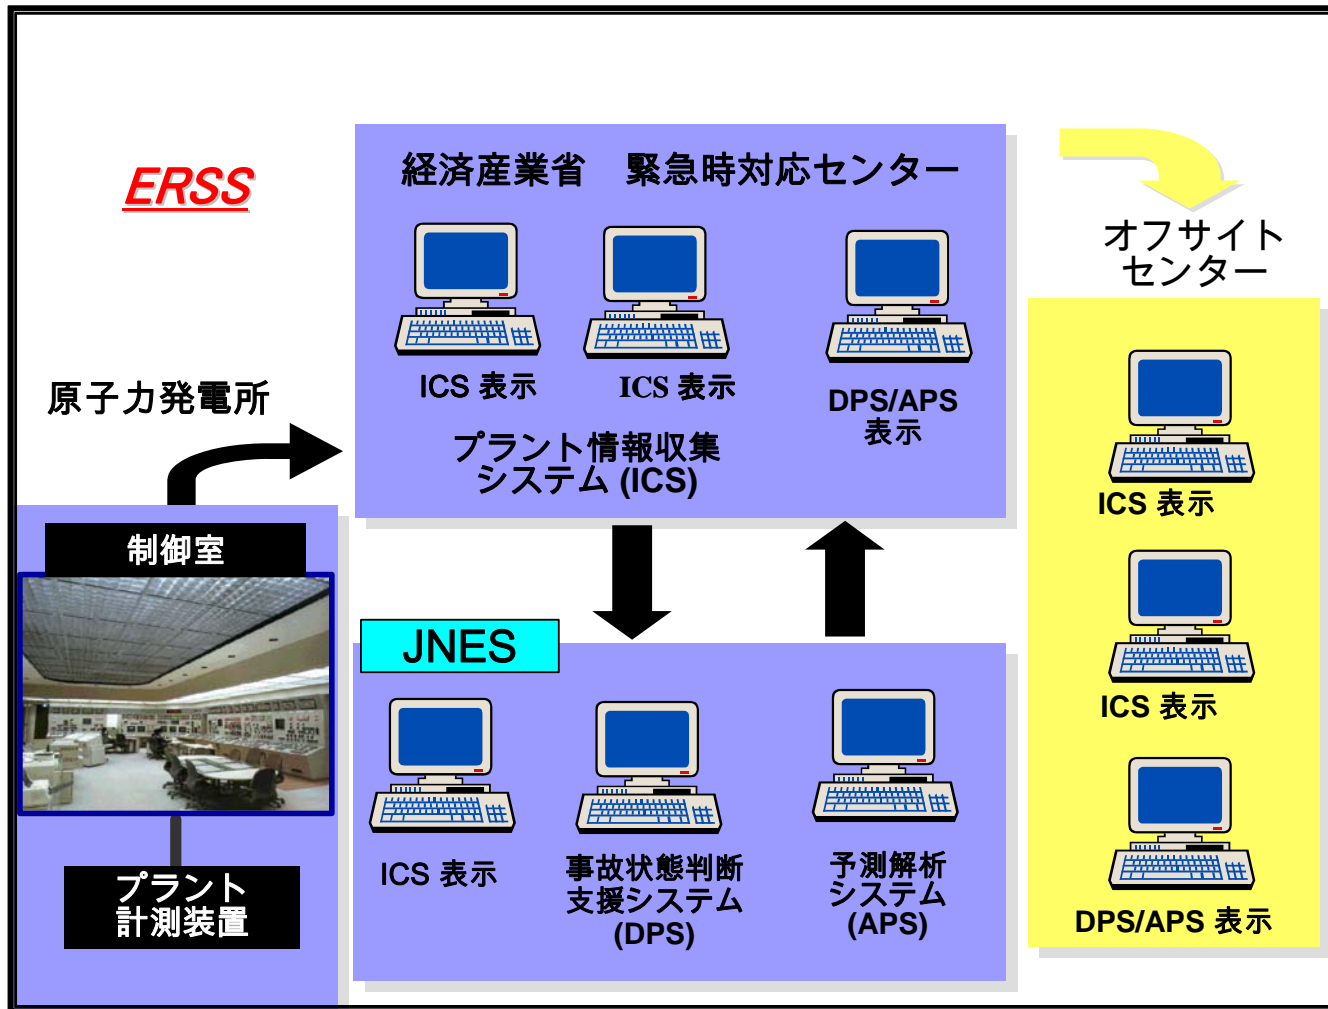 ERSS
経済産業省　緊急時対応センター
ICS 表示
ICS 表示
DPS/APS
表示
プラント情報収集
システム (ICS)
原子力発電所
制御室
プラント
計測装置
JNES
ICS 表示
事故状態判断
支援システム
(DPS)
予測解析
システム
(APS)
オフサイト
センター
ICS 表示
ICS 表示
DPS/APS 表示